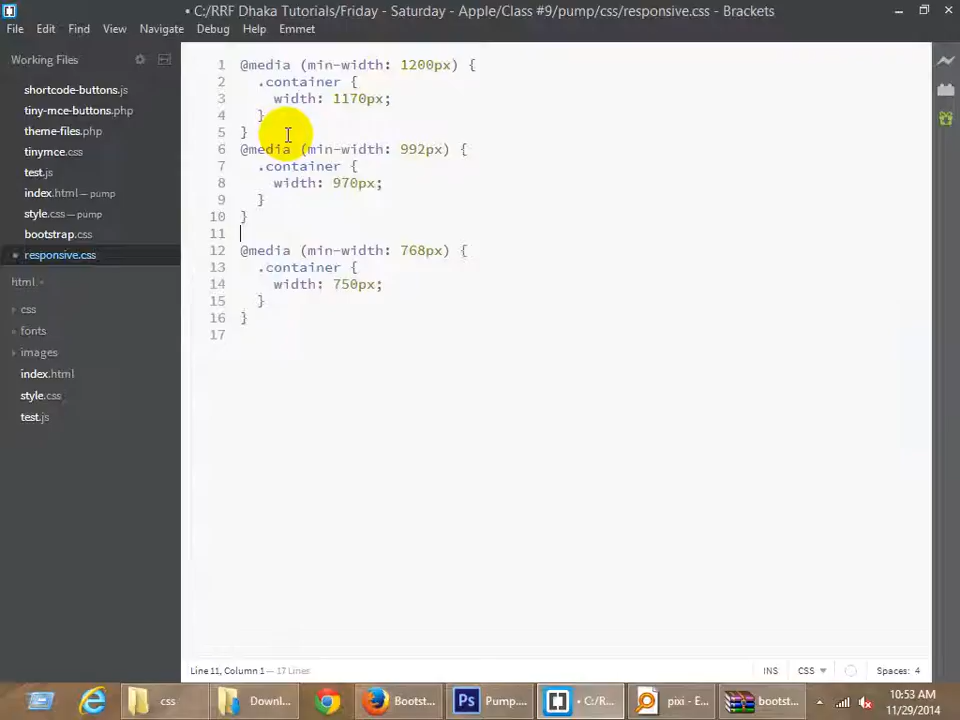 • C:/RRF Dhaka Tutorials/Friday - Saturday - Apple/Class #9/pump/css/responsive.css - Brackets
File Edit Find View Navigate Debug Help Emmet
Working Files
shortcode-buttons.js
tiny-mce-buttons.php
theme-files.php
tinymce.css
test.js
index.html — pump
style.css — pump
bootstrap.css
responsive.css
html
css
fonts
images
index.html
style.css
test.js
1 @media (min-width: 1200px) {
2 .container {
3 width: 1170px;
4 }
5 }
6 @media (min-width: 992px) {
7 .container {
8 width: 970px;
9 }
10 }
11
12 @media (min-width: 768px) {
13 .container {
14 width: 750px;
15 }
16 }
17
Line 11, Column 1 — 17 Lines
INS CSS Spaces: 4
css Downl... Bootst... Ps Pump.... • C:/R... pixi - E... bootst...
10:53 AM
11/29/2014